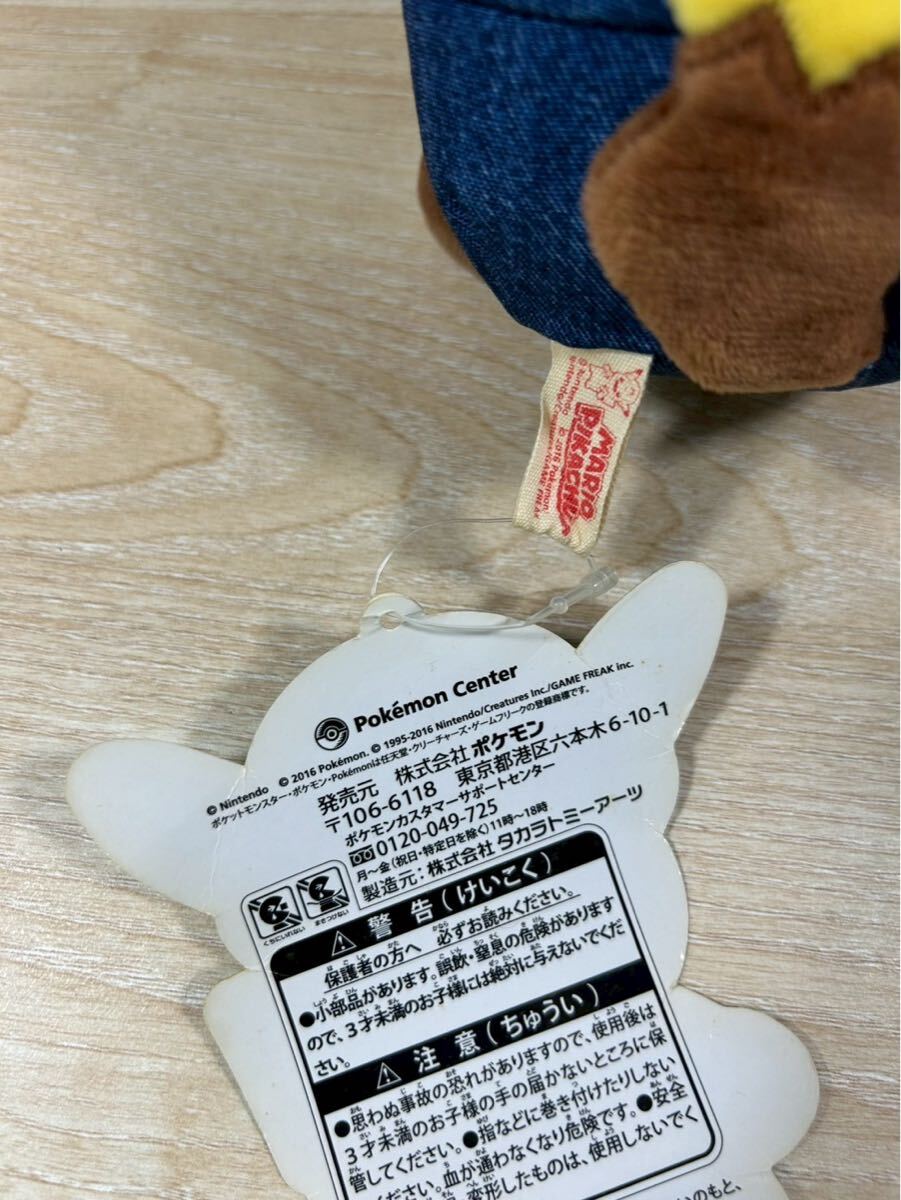 MARIO
PIKACHU
© Nintendo © 2016 Pokémon.
©Nintendo/Creatures/GAME FREAK
Pokémon Center
© Nintendo © 2016 Pokémon. © 1995-2016 Nintendo/Creatures Inc./GAME FREAK inc.
ポケットモンスター・ポケモン・Pokémonは任天堂・クリーチャーズ・ゲームフリークの登録商標です。
発売元 株式会社ポケモン
〒106-6118 東京都港区六本木6-10-1
ポケモンカスタマーサポートセンター
0120-049-725
月～金(祝日・特定日を除く)11時～18時
製造元:株式会社 タカラトミーアーツ
くちにいれない まきつけない
警告(けいこく)
保護者の方へ 必ずお読みください。
●小部品があります。誤飲・窒息の危険があります
ので、3才未満のお子様には絶対に与えないでくだ
さい。
注意(ちゅうい)
●思わぬ事故の恐れがありますので、使用後は
3才未満のお子様の手の届かないところに保
管してください。●指などに巻き付けたりしない
でください。血が通わなくなり危険です。●安全
変形したものは、使用しないでく
いのもと、